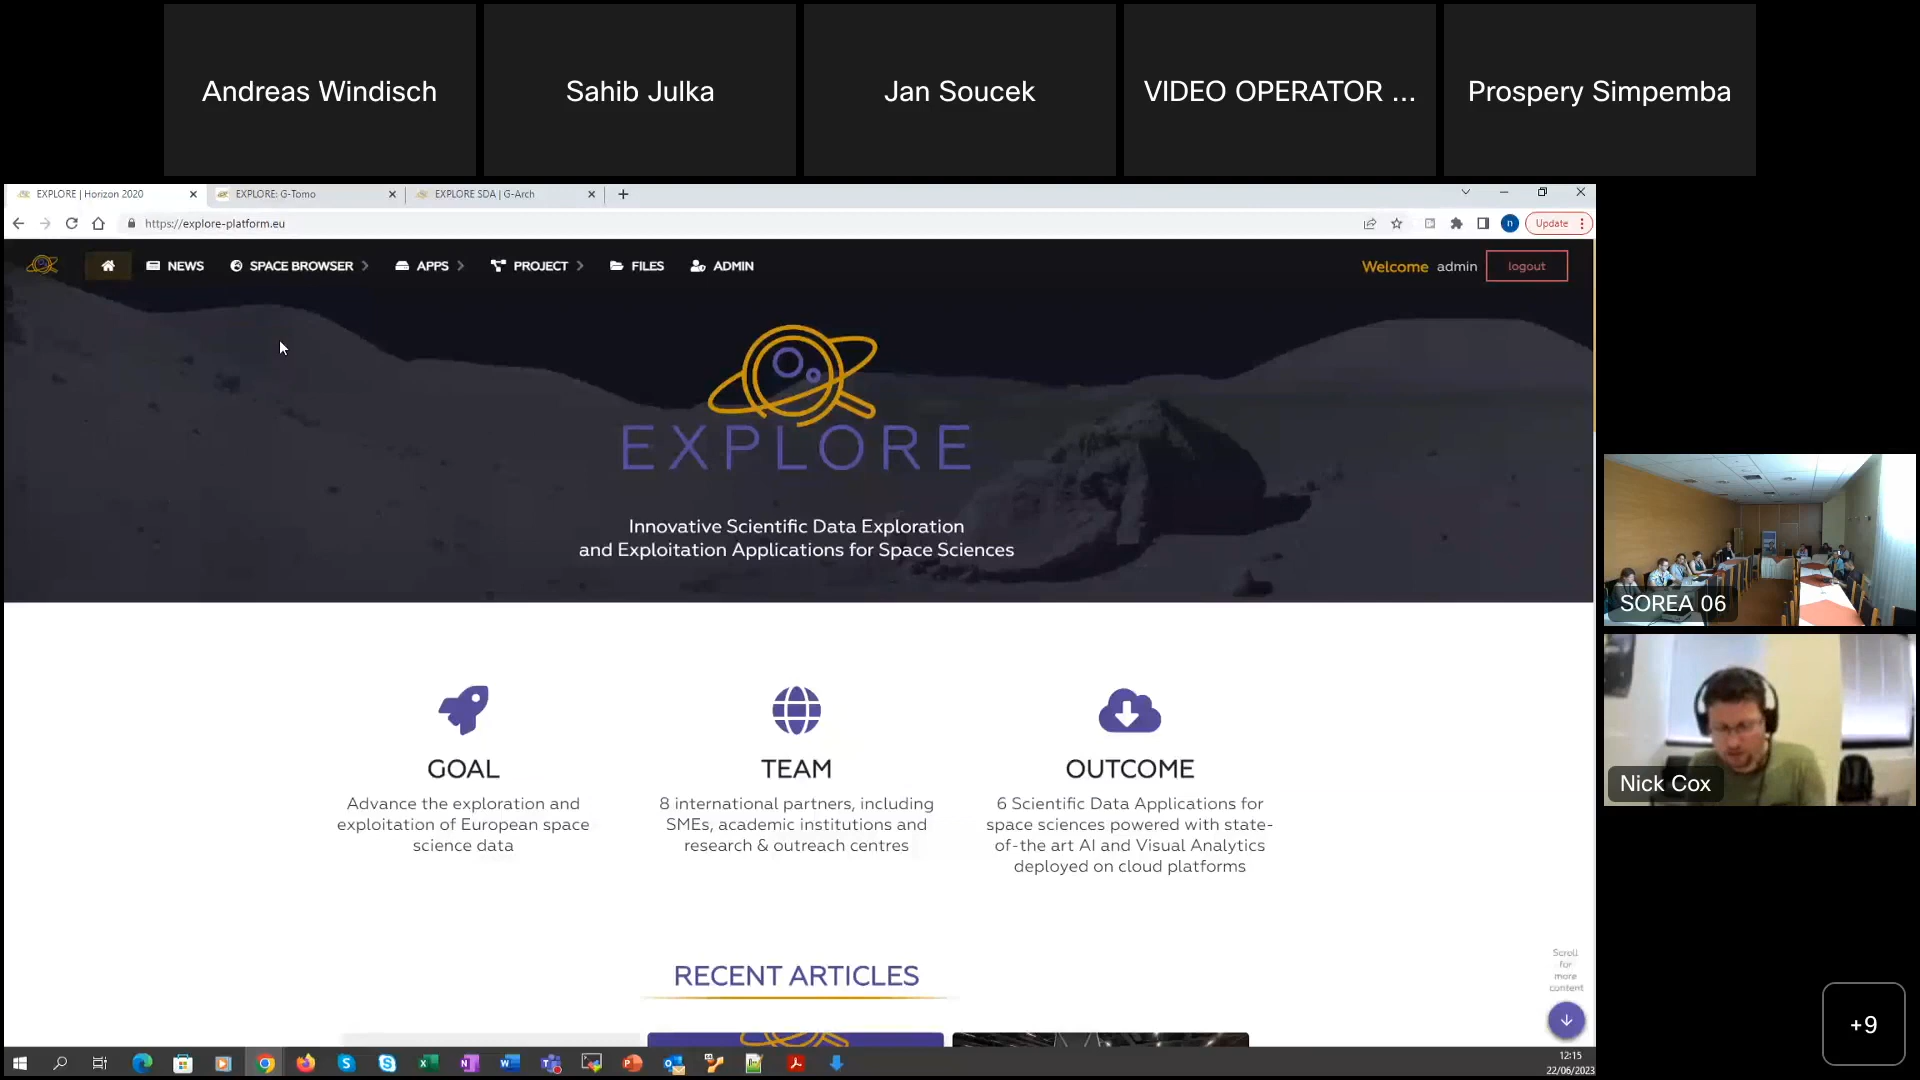 Andreas Windisch
Sahib Julka
Jan Soucek
VIDEO OPERATOR ...
Prospery Simpemba
EXPLORE | Horizon 2020
EXPLORE: G-Tomo
EXPLORE SDA | G-Arch
https://explore-platform.eu
n
Update
NEWS
SPACE BROWSER
APPS
PROJECT
FILES
ADMIN
Welcome admin
logout
EXPLORE
Innovative Scientific Data Exploration
and Exploitation Applications for Space Sciences
SOREA 06
Nick Cox
GOAL
Advance the exploration and
exploitation of European space
science data
TEAM
8 international partners, including
SMEs, academic institutions and
research & outreach centres
OUTCOME
6 Scientific Data Applications for
space sciences powered with state-
of-the art AI and Visual Analytics
deployed on cloud platforms
RECENT ARTICLES
Scroll
for
more
content
+9
12:15
22/06/2023